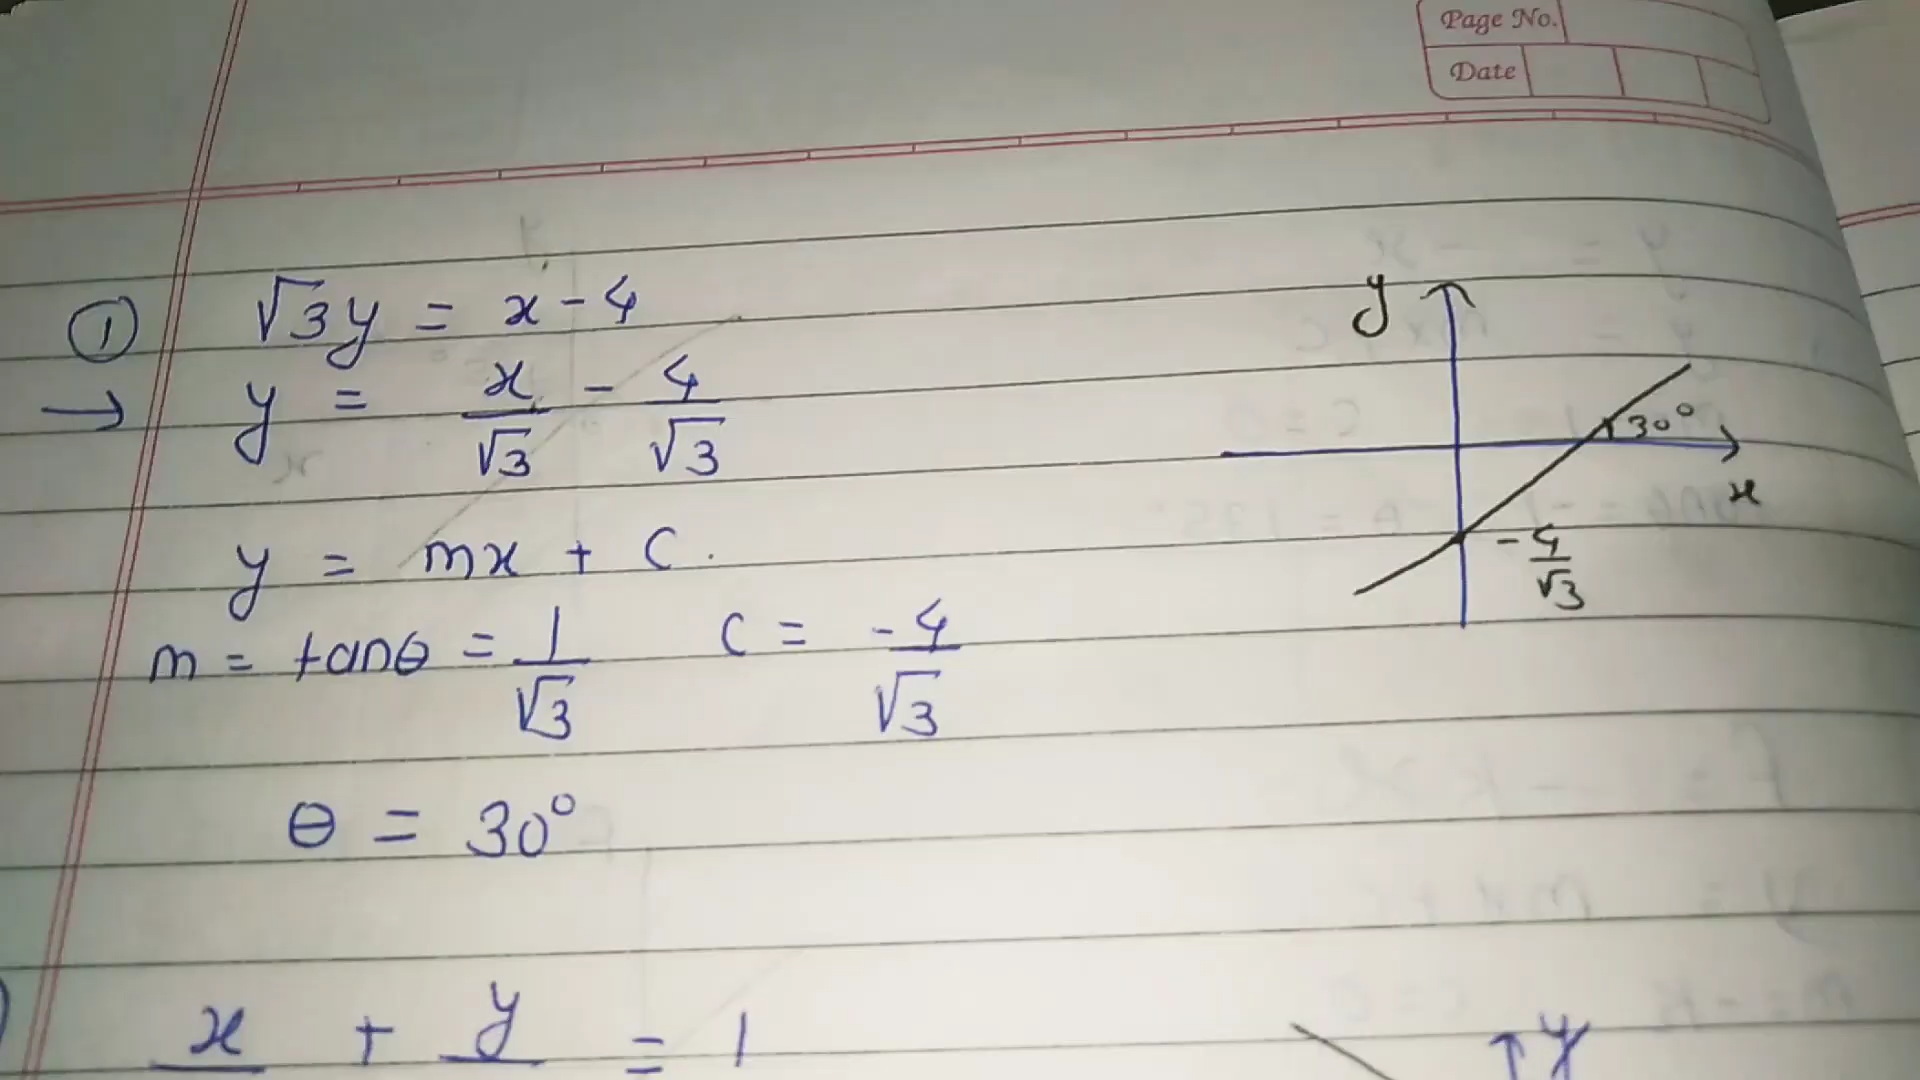 Page No.
Date
① √3y = x - 4
→ y = x/√3 - 4/√3
y = mx + c.
m = tanθ = 1/√3 c = -4/√3
θ = 30°
y
30°
x
-4/√3
x + y = 1
y